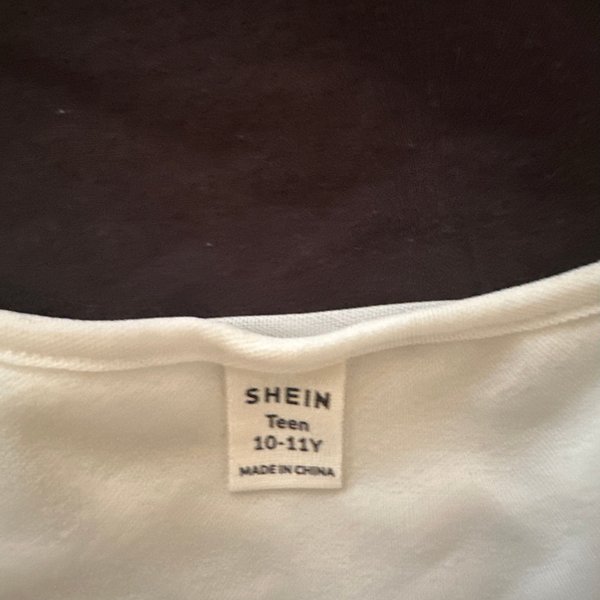 SHEIN
Teen
10-11Y
MADE IN CHINA